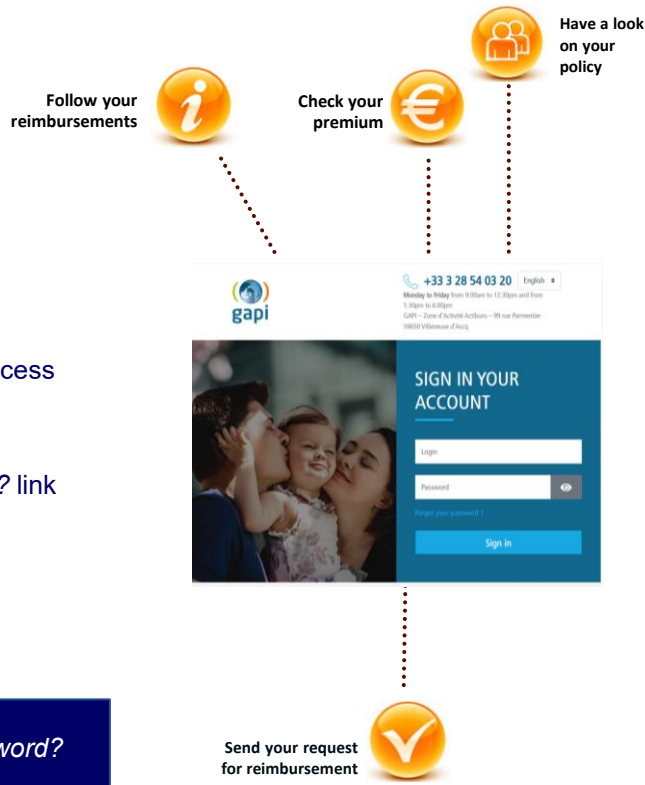 Have a look
on your
policy
Follow your
reimbursements
Check your
premium
gapi
+33 3 28 54 03 20 English
Monday to Friday from 9:00am to 12:30pm and from
1:30pm to 6:00pm
GAPI – Zone d'Activité Actiburo – 99 rue Parmentier
59650 Villeneuve d'Ascq
cess
SIGN IN YOUR
ACCOUNT
Login
? link
Password
Forgot your password ?
Sign in
word?
Send your request
for reimbursement